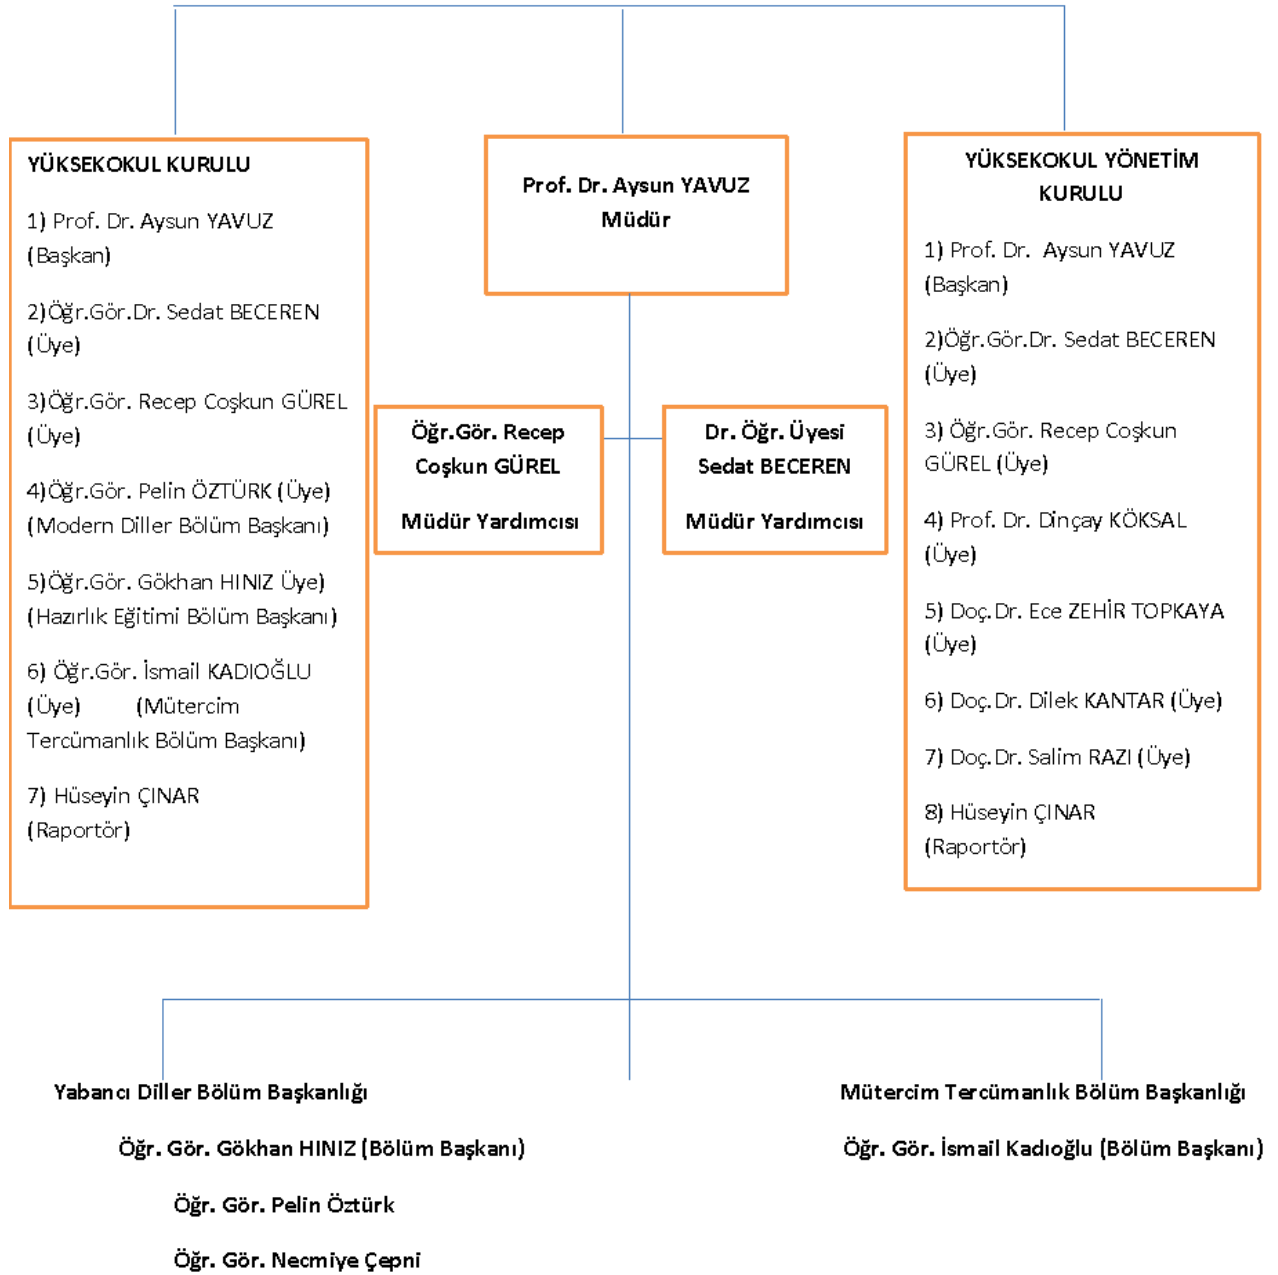 YÜKSEKOKUL KURULU
1) Prof. Dr. Aysun YAVUZ
(Başkan)
2)Öğr.Gör.Dr. Sedat BECEREN
(Üye)
3)Öğr.Gör. Recep Coşkun GÜREL
(Üye)
4)Öğr.Gör. Pelin ÖZTÜRK (Üye)
(Modern Diller Bölüm Başkanı)
5)Öğr.Gör. Gökhan HINIZ Üye)
(Hazırlık Eğitimi Bölüm Başkanı)
6) Öğr.Gör. İsmail KADIOĞLU
(Üye) (Mütercim
Tercümanlık Bölüm Başkanı)
7) Hüseyin ÇINAR
(Raportör)
Prof. Dr. Aysun YAVUZ
Müdür
Öğr.Gör. Recep
Coşkun GÜREL
Müdür Yardımcısı
Dr. Öğr. Üyesi
Sedat BECEREN
Müdür Yardımcısı
YÜKSEKOKUL YÖNETİM
KURULU
1) Prof. Dr. Aysun YAVUZ
(Başkan)
2)Öğr.Gör.Dr. Sedat BECEREN
(Üye)
3) Öğr.Gör. Recep Coşkun
GÜREL (Üye)
4) Prof. Dr. Dinçay KÖKSAL
(Üye)
5) Doç.Dr. Ece ZEHİR TOPKAYA
(Üye)
6) Doç.Dr. Dilek KANTAR (Üye)
7) Doç.Dr. Salim RAZI (Üye)
8) Hüseyin ÇINAR
(Raportör)
Yabancı Diller Bölüm Başkanlığı
Öğr. Gör. Gökhan HINIZ (Bölüm Başkanı)
Öğr. Gör. Pelin Öztürk
Öğr. Gör. Necmiye Çepni
Mütercim Tercümanlık Bölüm Başkanlığı
Öğr. Gör. İsmail Kadıoğlu (Bölüm Başkanı)